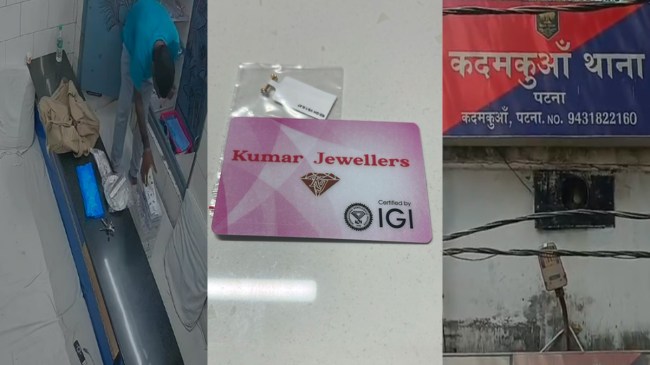 Kumar Jewellers
Certified by
IGI
कदमकुआँ थाना
पटना
कदमकुआँ, पटना. NO. 9431822160